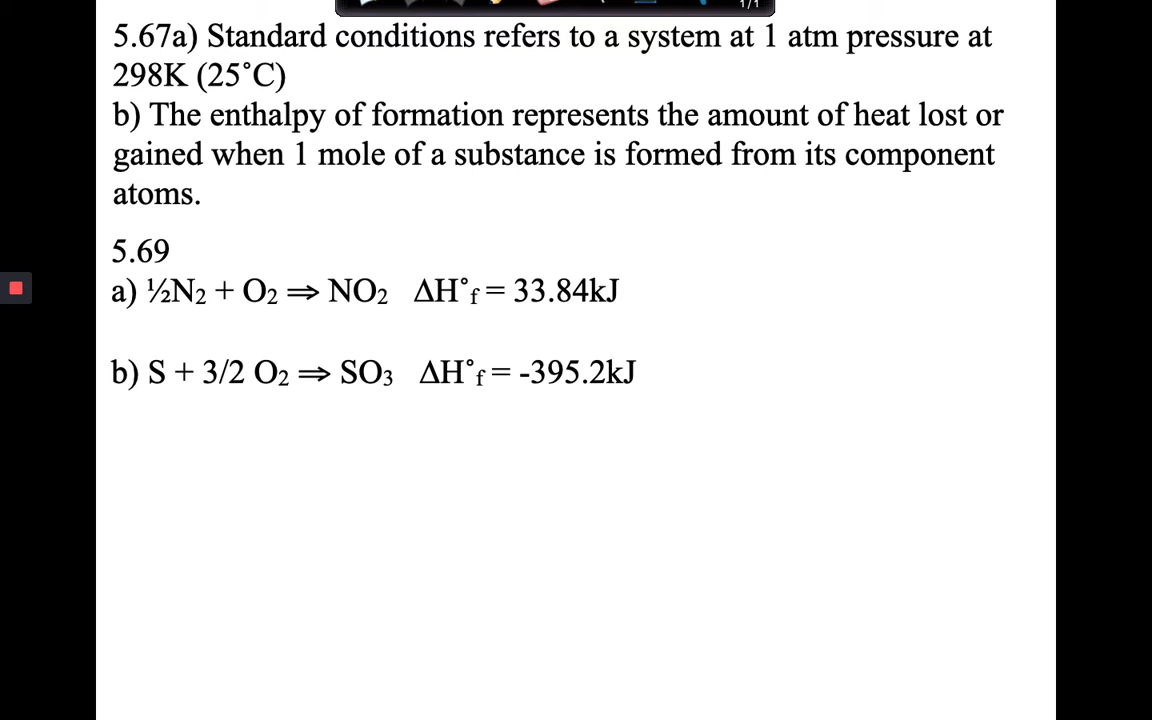 1/1
5.67a) Standard conditions refers to a system at 1 atm pressure at
298K (25°C)
b) The enthalpy of formation represents the amount of heat lost or
gained when 1 mole of a substance is formed from its component
atoms.
5.69
a) ½N₂ + O₂ ⇒ NO₂ ΔH°f = 33.84kJ
b) S + 3/2 O₂ ⇒ SO₃ ΔH°f = -395.2kJ